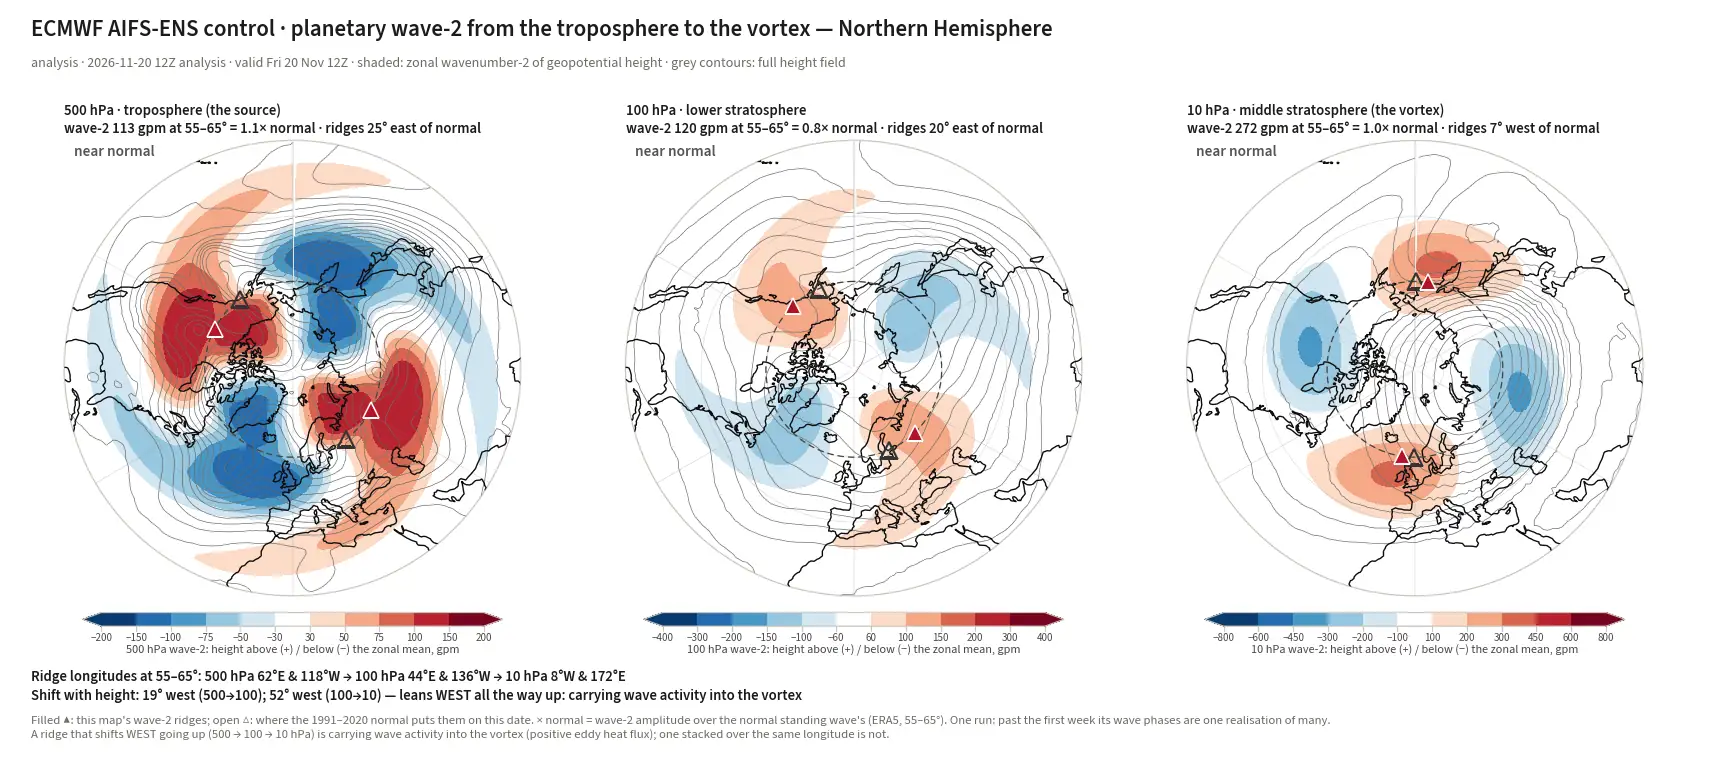 ECMWF AIFS-ENS control · planetary wave-2 from the troposphere to the vortex — Northern Hemisphere
analysis · 2026-11-20 12Z analysis · valid Fri 20 Nov 12Z · shaded: zonal wavenumber-2 of geopotential height · grey contours: full height field
500 hPa · troposphere (the source)
wave-2 113 gpm at 55–65° = 1.1× normal · ridges 25° east of normal
near normal
100 hPa · lower stratosphere
wave-2 120 gpm at 55–65° = 0.8× normal · ridges 20° east of normal
near normal
10 hPa · middle stratosphere (the vortex)
wave-2 272 gpm at 55–65° = 1.0× normal · ridges 7° west of normal
near normal
−200 −150 −100 −75 −50 −30 30 50 75 100 150 200
500 hPa wave-2: height above (+) / below (−) the zonal mean, gpm
−400 −300 −200 −150 −100 −60 60 100 150 200 300 400
100 hPa wave-2: height above (+) / below (−) the zonal mean, gpm
−800 −600 −450 −300 −200 −100 100 200 300 450 600 800
10 hPa wave-2: height above (+) / below (−) the zonal mean, gpm
Ridge longitudes at 55–65°: 500 hPa 62°E & 118°W → 100 hPa 44°E & 136°W → 10 hPa 8°W & 172°E
Shift with height: 19° west (500→100); 52° west (100→10) — leans WEST all the way up: carrying wave activity into the vortex
Filled ▲: this map's wave-2 ridges; open △: where the 1991–2020 normal puts them on this date. × normal = wave-2 amplitude over the normal standing wave's (ERA5, 55–65°). One run: past the first week its wave phases are one realisation of many.
A ridge that shifts WEST going up (500 → 100 → 10 hPa) is carrying wave activity into the vortex (positive eddy heat flux); one stacked over the same longitude is not.